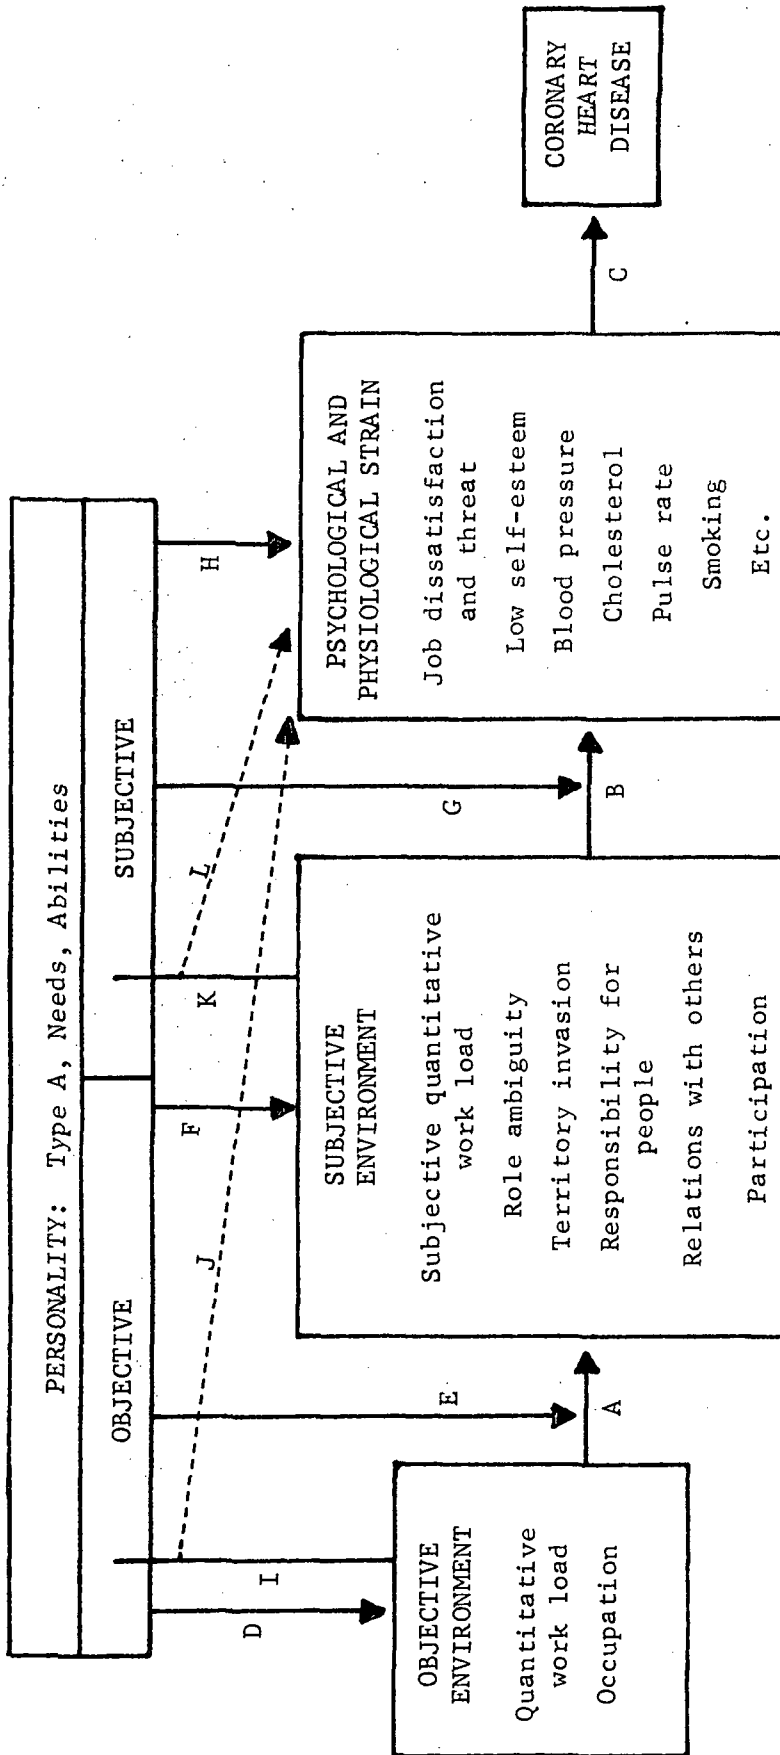 PERSONALITY: Type A, Needs, Abilities
OBJECTIVE
SUBJECTIVE
D
I
E
J
F
K
L
G
H
OBJECTIVE
ENVIRONMENT
Quantitative
work load
Occupation
A
SUBJECTIVE
ENVIRONMENT
Subjective quantitative
work load
Role ambiguity
Territory invasion
Responsibility for
people
Relations with others
Participation
B
PSYCHOLOGICAL AND
PHYSIOLOGICAL STRAIN
Job dissatisfaction
and threat
Low self-esteem
Blood pressure
Cholesterol
Pulse rate
Smoking
Etc.
C
CORONARY
HEART
DISEASE